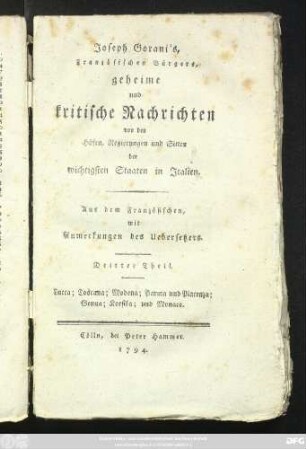 Joseph Gorani's,
Französischen Bürgers,
geheime
und
kritische Nachrichten
von den
Höfen, Regierungen und Sitten
der
wichtigsten Staaten in Italien.
Aus dem Französischen,
mit
Anmerkungen des Uebersetzers.
Dritter Theil.
Lucca; Toscana; Modena; Parma und Piacenza;
Genua; Korsika; und Monaco.
Cölln, bei Peter Hammer.
1794.